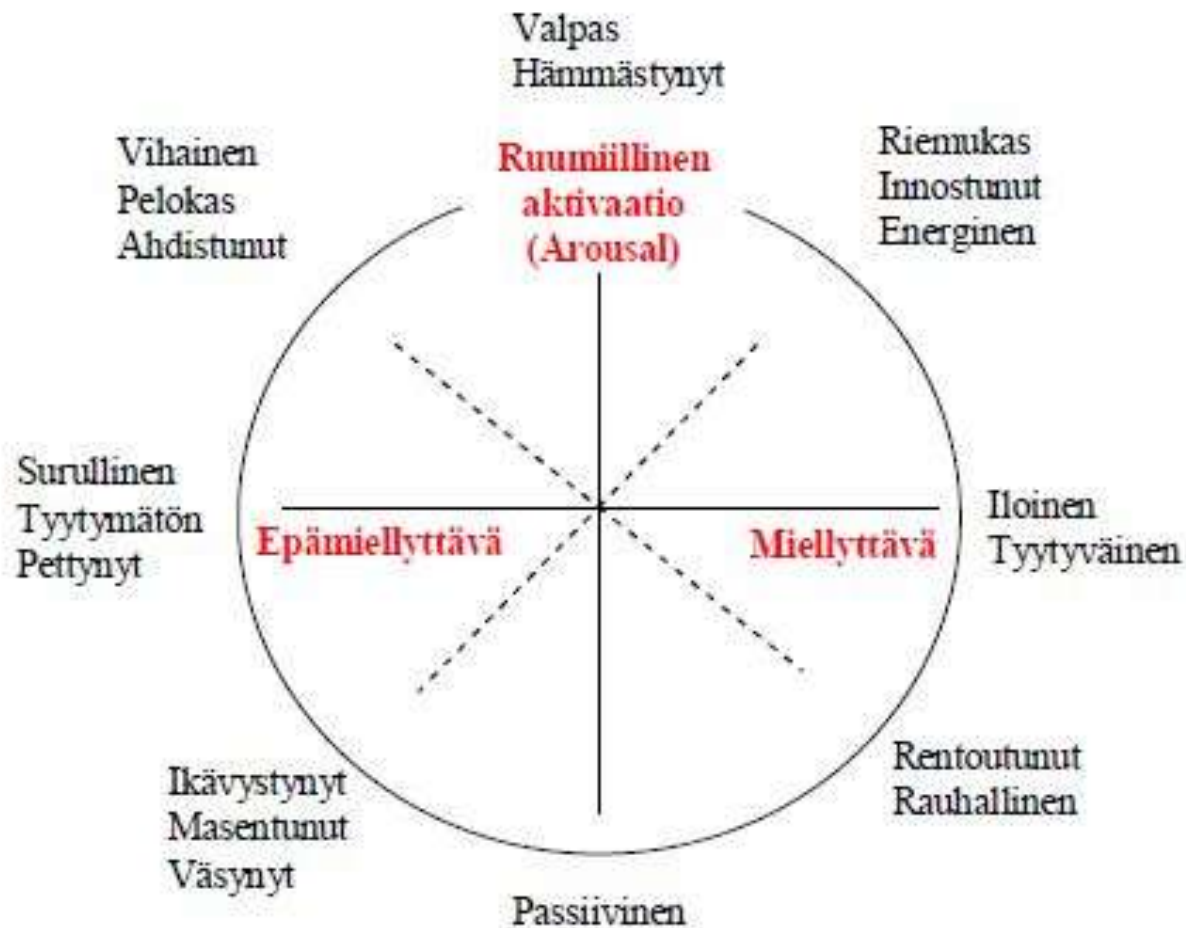 Valpas
Hämmästynyt
Vihainen
Pelokas
Ahdistunut
Ruumiillinen
aktivaatio
(Arousal)
Riemukas
Innostunut
Energinen
Surullinen
Tyytymätön
Pettynyt
Epämiellyttävä
Miellyttävä
Iloinen
Tyytyväinen
Ikävystynyt
Masentunut
Väsynyt
Rentoutunut
Rauhallinen
Passiivinen